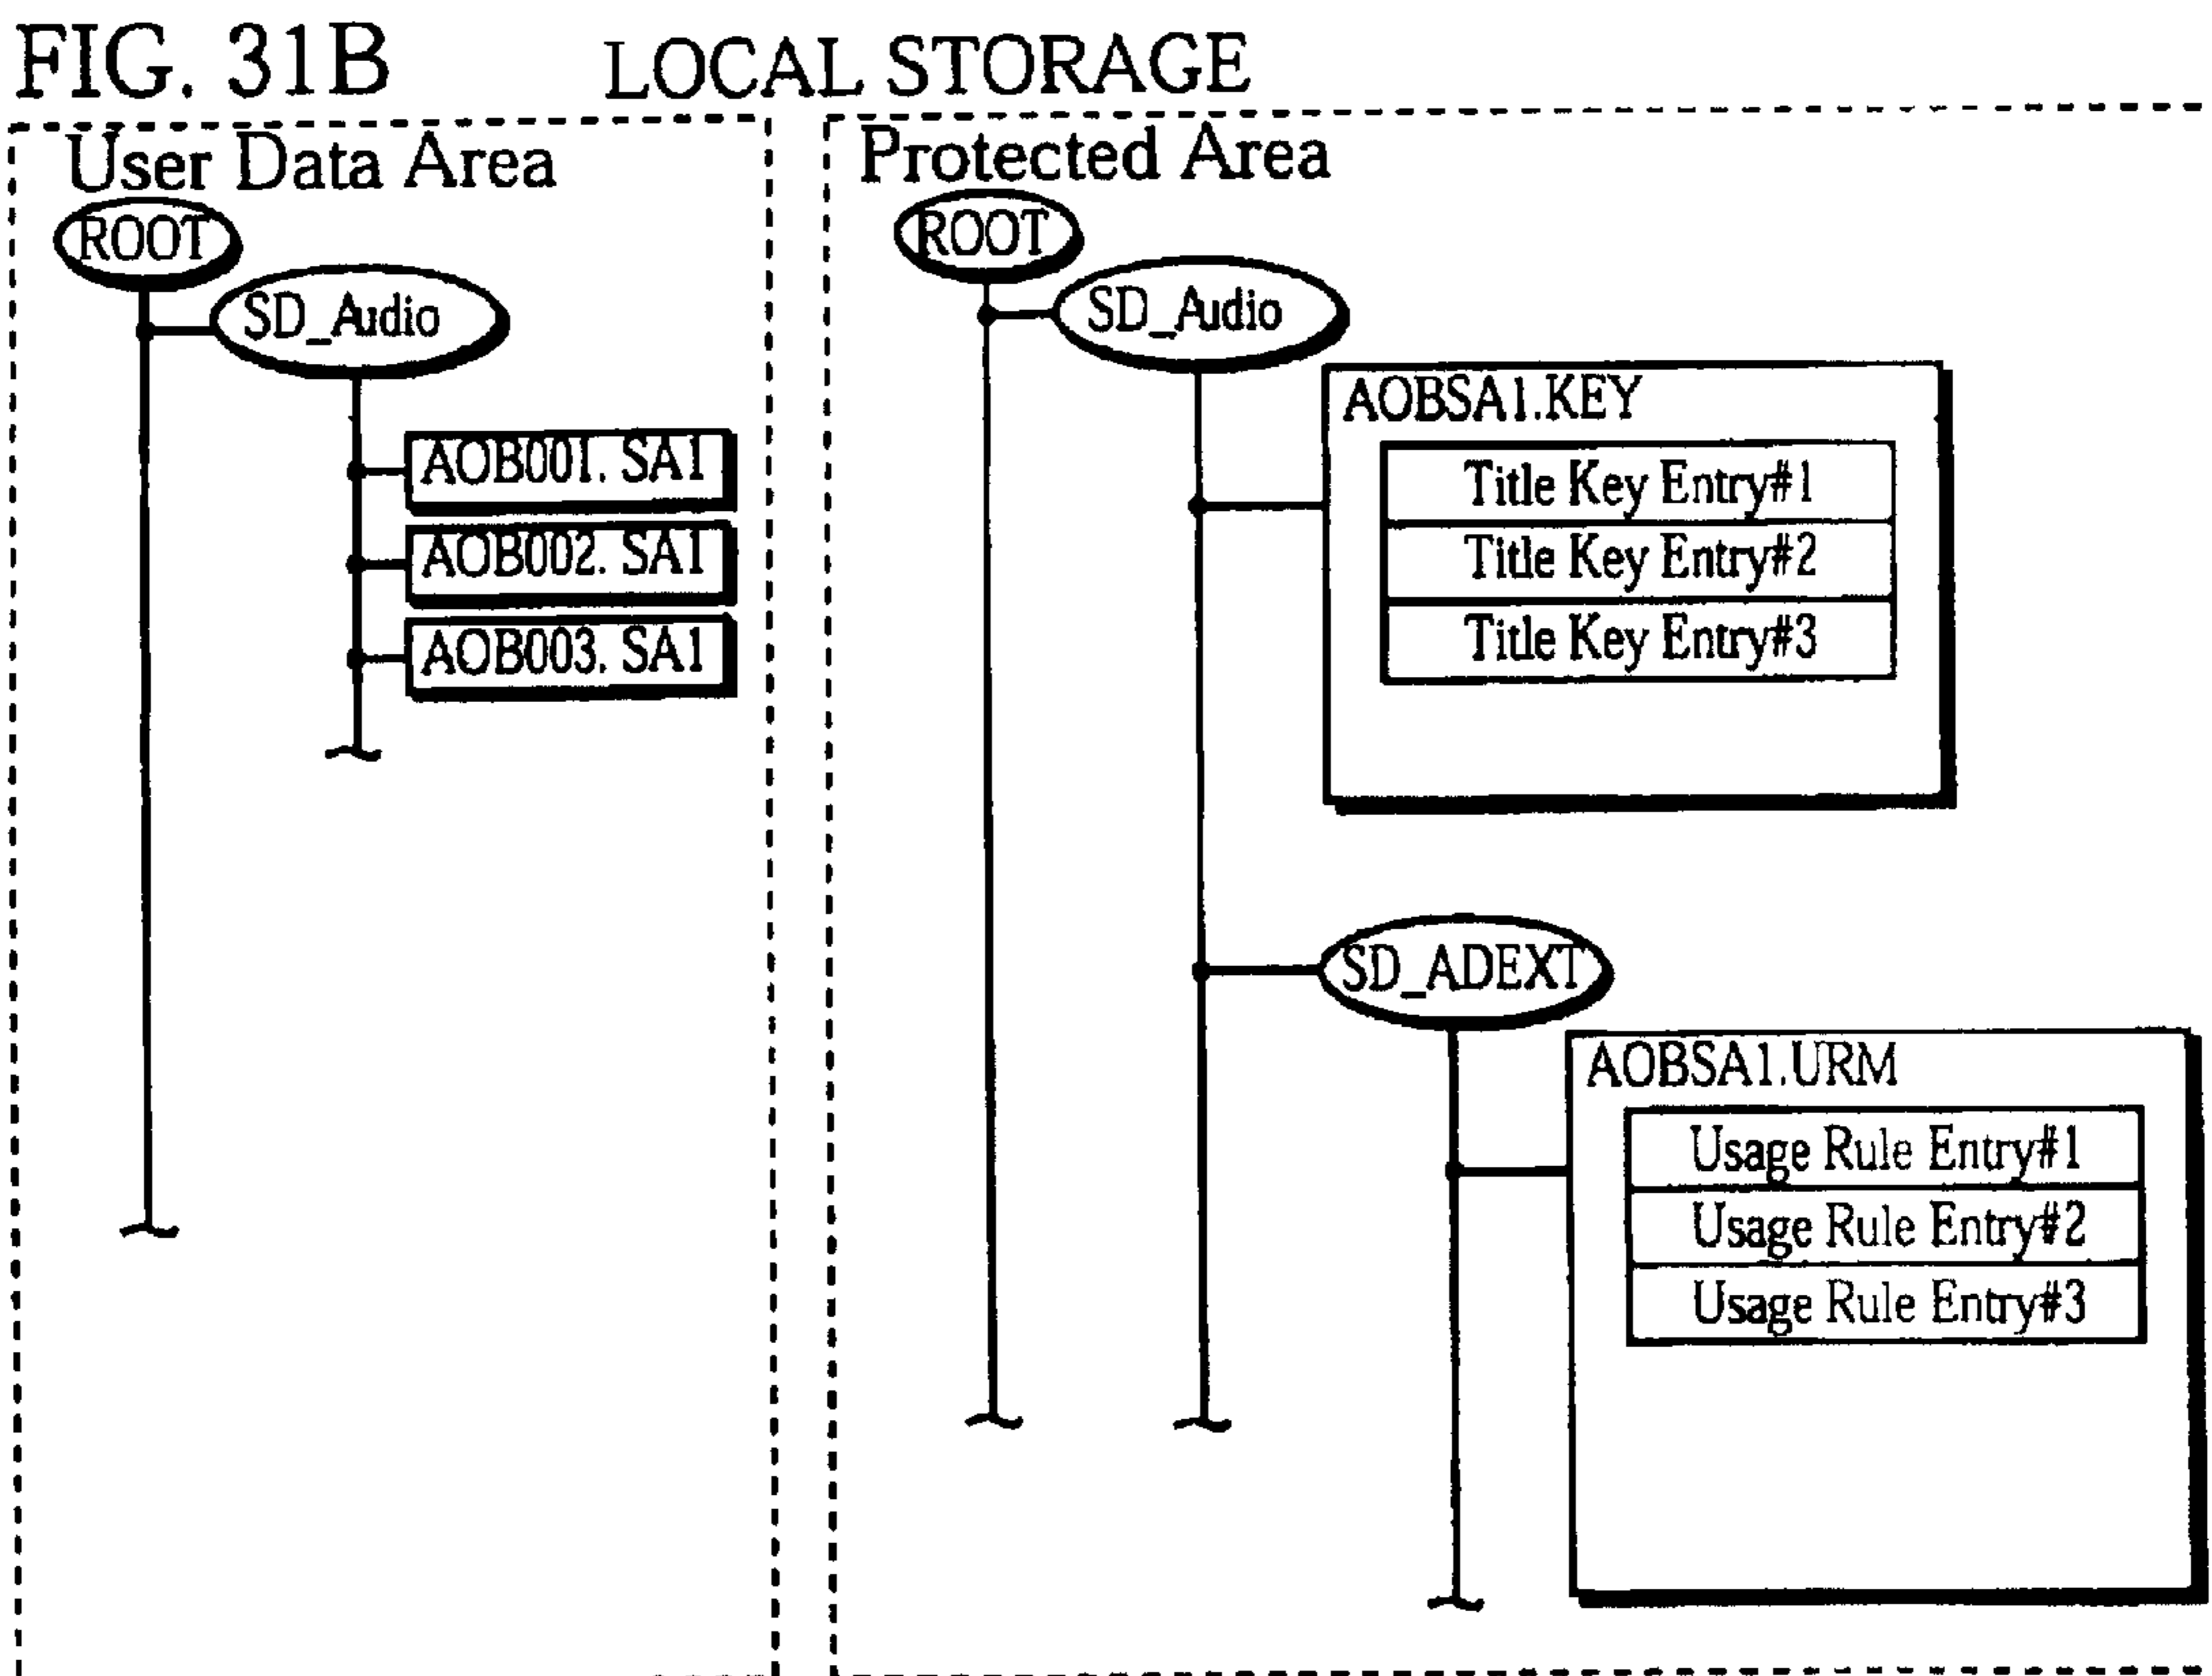 FIG. 31B
LOCAL STORAGE
User Data Area
ROOT
SD_Audio
AOB001. SA1
AOB002. SA1
AOB003. SA1
Protected Area
ROOT
SD_Audio
AOBSA1.KEY
Title Key Entry#1
Title Key Entry#2
Title Key Entry#3
SD_ADEXT
AOBSA1.URM
Usage Rule Entry#1
Usage Rule Entry#2
Usage Rule Entry#3